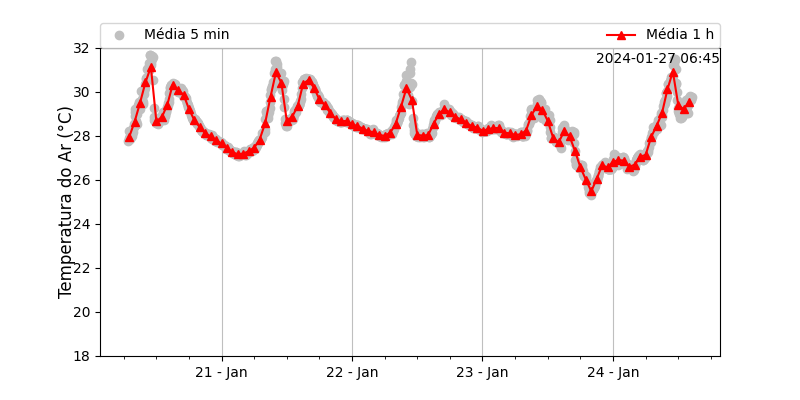 Média 5 min
Média 1 h
2024-01-27 06:45
Temperatura do Ar (°C)
32
30
28
26
24
22
20
18
21 - Jan
22 - Jan
23 - Jan
24 - Jan